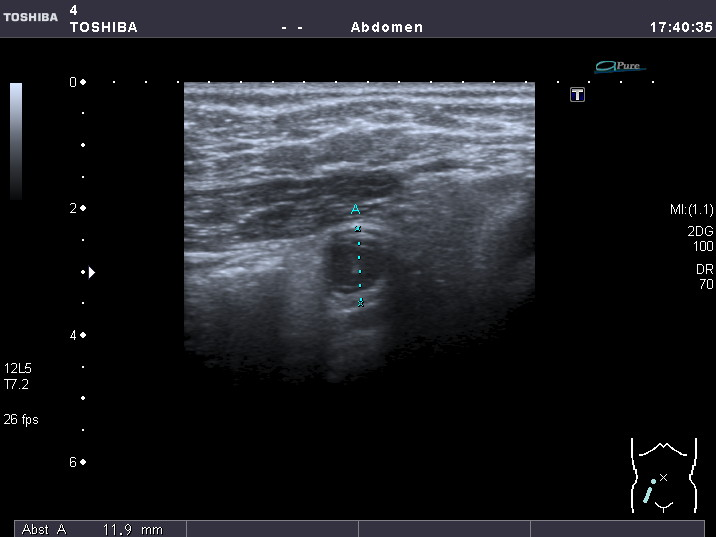 TOSHIBA
4
TOSHIBA - - Abdomen 17:40:35
APure
T
0
2
A
4
6
MI:(1.1)
2DG
100
DR
70
12L5
T7.2
26 fps
Abst A 11.9 mm